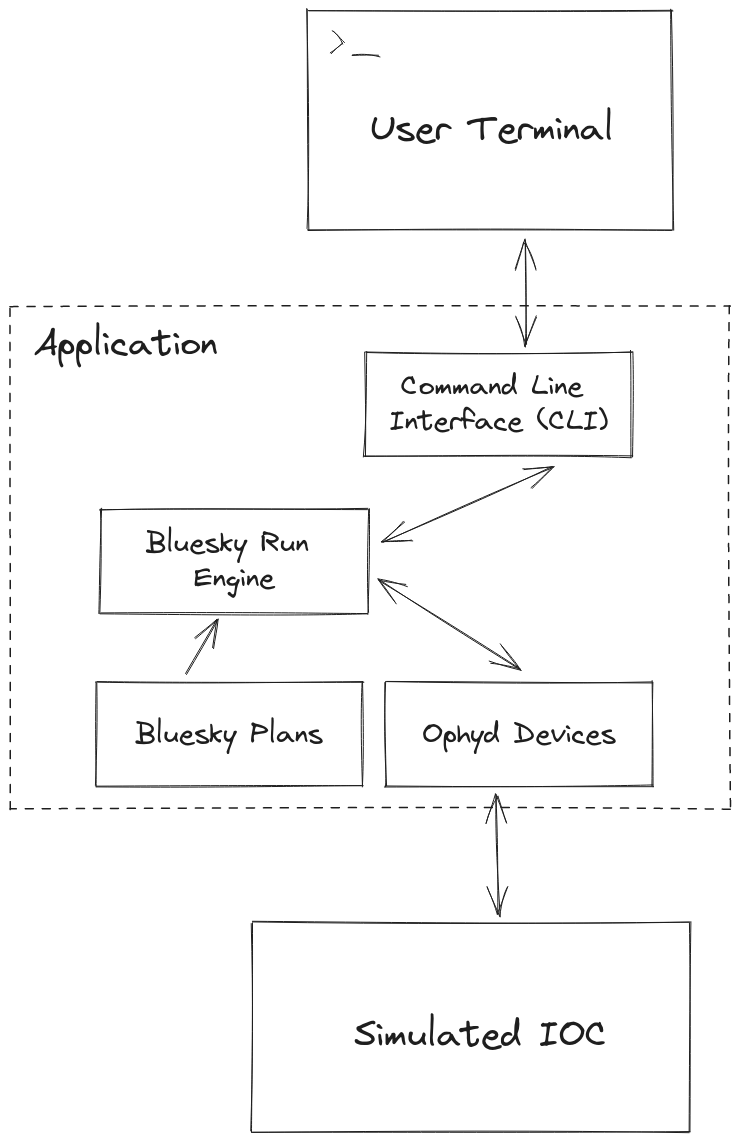 >_
User Terminal
Application
Command Line
Interface (CLI)
Bluesky Run
Engine
Bluesky Plans
Ophyd Devices
Simulated IOC